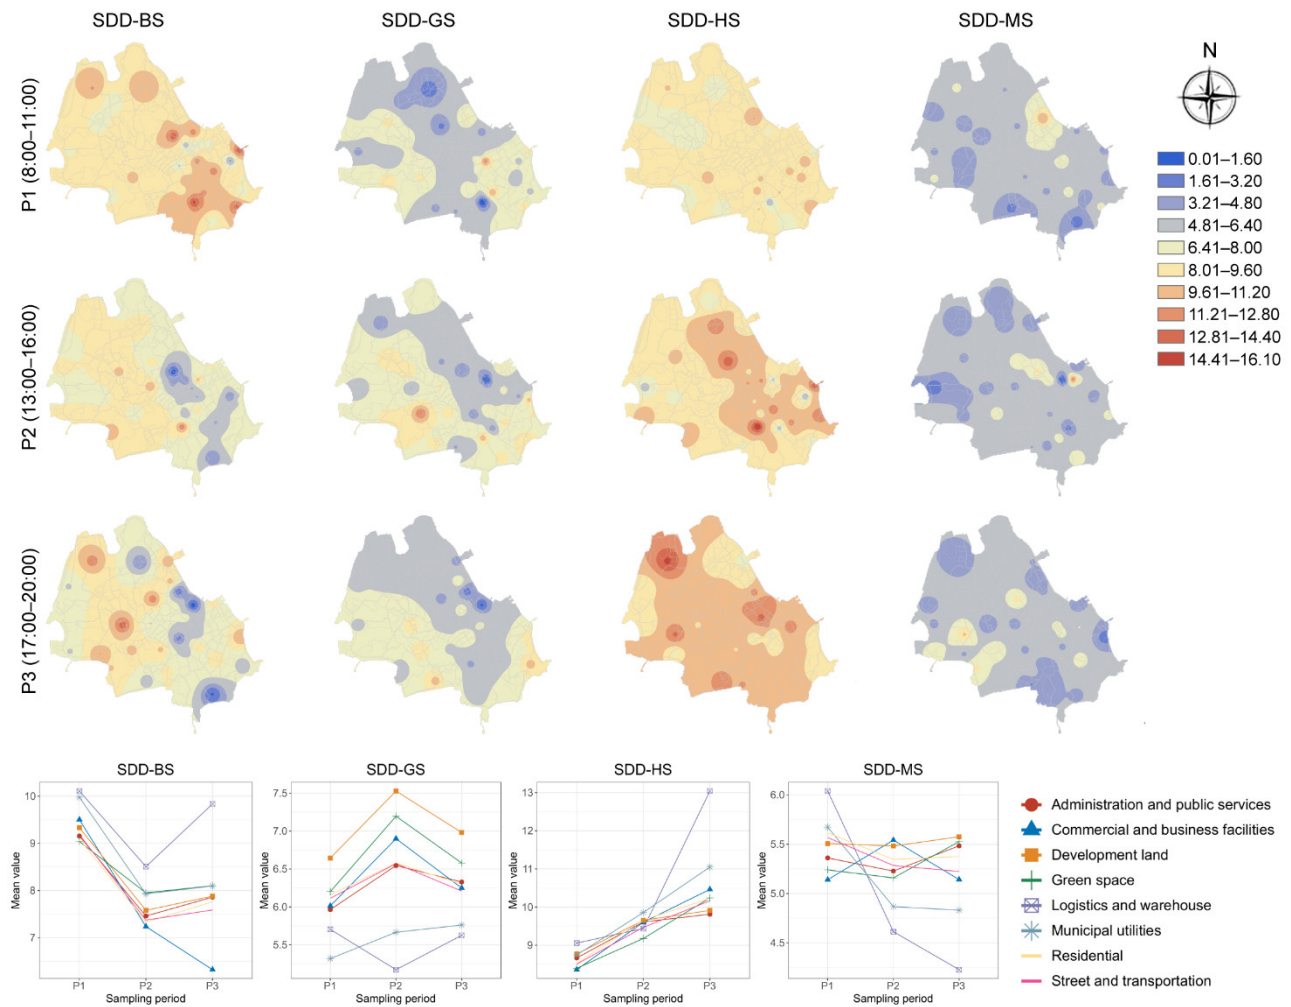 SDD-BS SDD-GS SDD-HS SDD-MS
N
P1 (8:00–11:00)
0.01–1.60
1.61–3.20
3.21–4.80
4.81–6.40
6.41–8.00
8.01–9.60
9.61–11.20
11.21–12.80
12.81–14.40
14.41–16.10
P2 (13:00–16:00)
P3 (17:00–20:00)
SDD-BS
Mean value
10
9
8
7
P1 P2 P3
Sampling period
SDD-GS
Mean value
7.5
7.0
6.5
6.0
5.5
P1 P2 P3
Sampling period
SDD-HS
Mean value
13
12
11
10
9
P1 P2 P3
Sampling period
SDD-MS
Mean value
6.0
5.5
5.0
4.5
P1 P2 P3
Sampling period
Administration and public services
Commercial and business facilities
Development land
Green space
Logistics and warehouse
Municipal utilities
Residential
Street and transportation